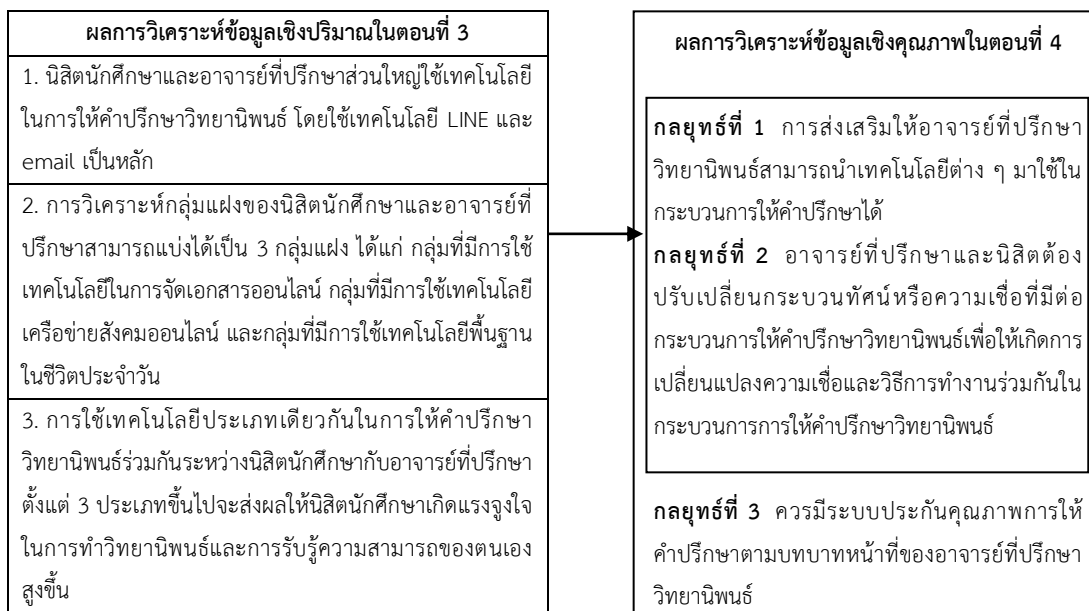 ผลการวิเคราะห์ข้อมูลเชิงปริมาณในตอนที่ 3
1. นิสิตนักศึกษาและอาจารย์ที่ปรึกษาส่วนใหญ่ใช้เทคโนโลยี
ในการให้คำปรึกษาวิทยานิพนธ์ โดยใช้เทคโนโลยี LINE และ
email เป็นหลัก
2. การวิเคราะห์กลุ่มแฝงของนิสิตนักศึกษาและอาจารย์ที่
ปรึกษาสามารถแบ่งได้เป็น 3 กลุ่มแฝง ได้แก่ กลุ่มที่มีการใช้
เทคโนโลยีในการจัดเอกสารออนไลน์ กลุ่มที่มีการใช้เทคโนโลยี
เครือข่ายสังคมออนไลน์ และกลุ่มที่มีการใช้เทคโนโลยีพื้นฐาน
ในชีวิตประจำวัน
3. การใช้เทคโนโลยีประเภทเดียวกันในการให้คำปรึกษา
วิทยานิพนธ์ร่วมกันระหว่างนิสิตนักศึกษากับอาจารย์ที่ปรึกษา
ตั้งแต่ 3 ประเภทขึ้นไปจะส่งผลให้นิสิตนักศึกษาเกิดแรงจูงใจ
ในการทำวิทยานิพนธ์และการรับรู้ความสามารถของตนเอง
สูงขึ้น
ผลการวิเคราะห์ข้อมูลเชิงคุณภาพในตอนที่ 4
กลยุทธ์ที่ 1 การส่งเสริมให้อาจารย์ที่ปรึกษา
วิทยานิพนธ์สามารถนำเทคโนโลยีต่าง ๆ มาใช้ใน
กระบวนการให้คำปรึกษาได้
กลยุทธ์ที่ 2 อาจารย์ที่ปรึกษาและนิสิตต้อง
ปรับเปลี่ยนกระบวนทัศน์หรือความเชื่อที่มีต่อ
กระบวนการให้คำปรึกษาวิทยานิพนธ์เพื่อให้เกิดการ
เปลี่ยนแปลงความเชื่อและวิธีการทำงานร่วมกันใน
กระบวนการการให้คำปรึกษาวิทยานิพนธ์
กลยุทธ์ที่ 3 ควรมีระบบประกันคุณภาพการให้
คำปรึกษาตามบทบาทหน้าที่ของอาจารย์ที่ปรึกษา
วิทยานิพนธ์